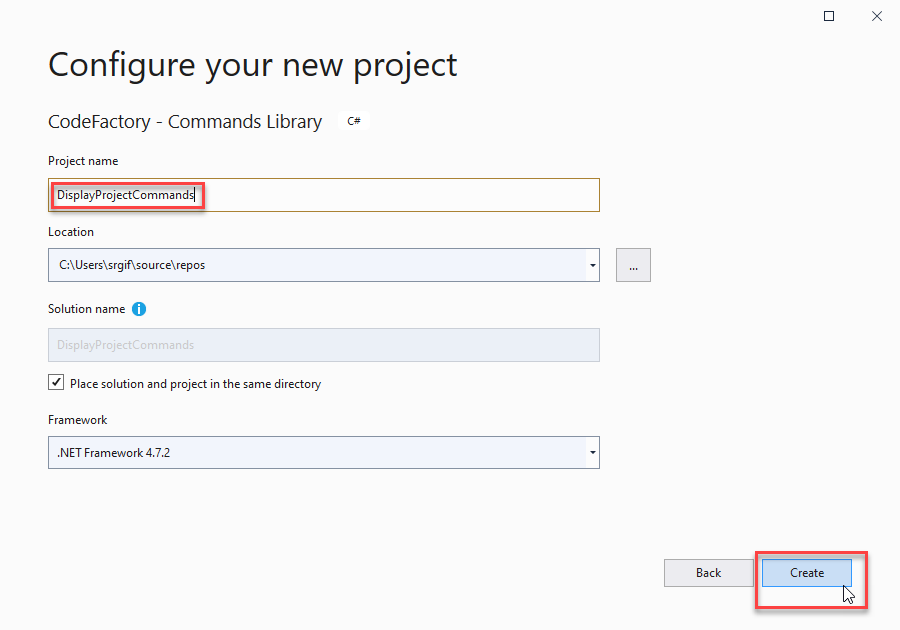 Configure your new project
CodeFactory - Commands Library C#
Project name
DisplayProjectCommands
Location
C:\Users\srgif\source\repos
...
Solution name
DisplayProjectCommands
Place solution and project in the same directory
Framework
.NET Framework 4.7.2
Back
Create